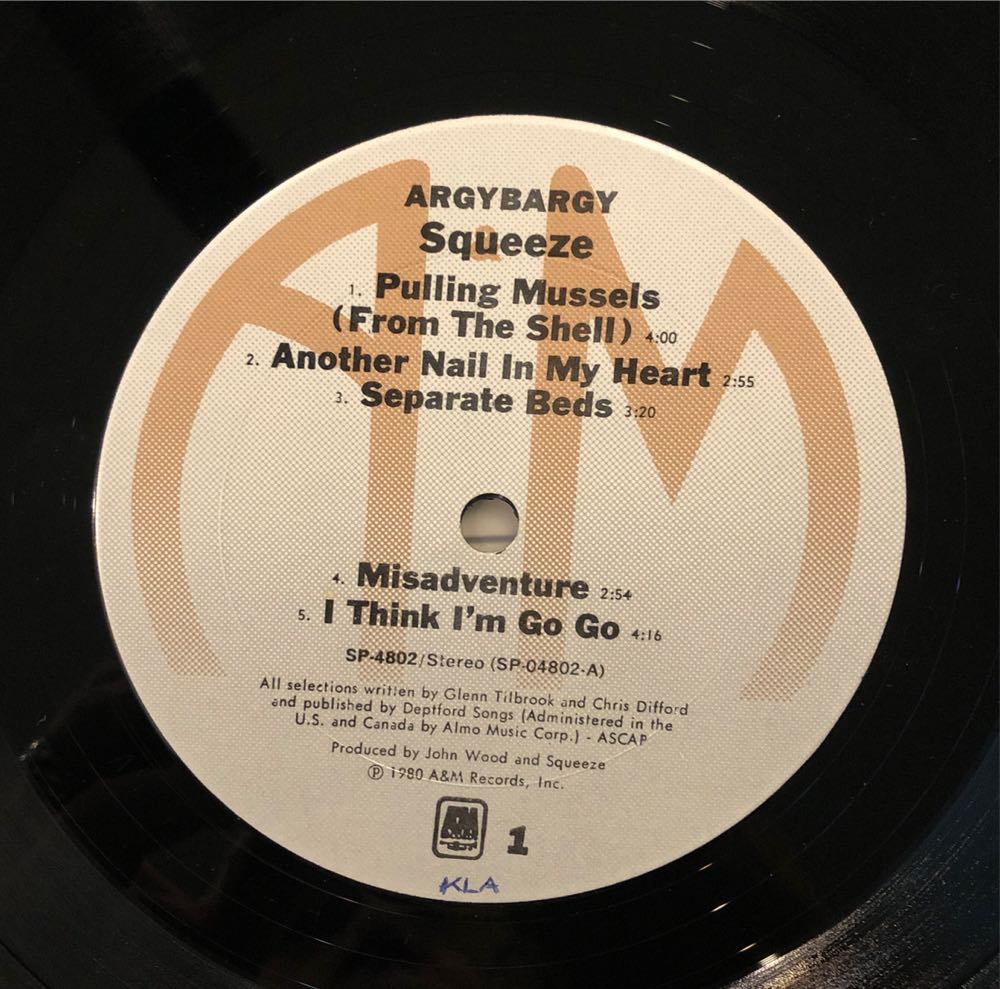 ARGYBARGY
Squeeze
1. Pulling Mussels
(From The Shell) 4:00
2. Another Nail In My Heart 2:55
3. Separate Beds 3:20
4. Misadventure 2:54
5. I Think I'm Go Go 4:16
SP-4802/Stereo (SP-04802-A)
All selections written by Glenn Tilbrook and Chris Difford
and published by Deptford Songs (Administered in the
U.S. and Canada by Almo Music Corp.) - ASCAP
Produced by John Wood and Squeeze
Ⓟ 1980 A&M Records, Inc.
A&M
1
KLA